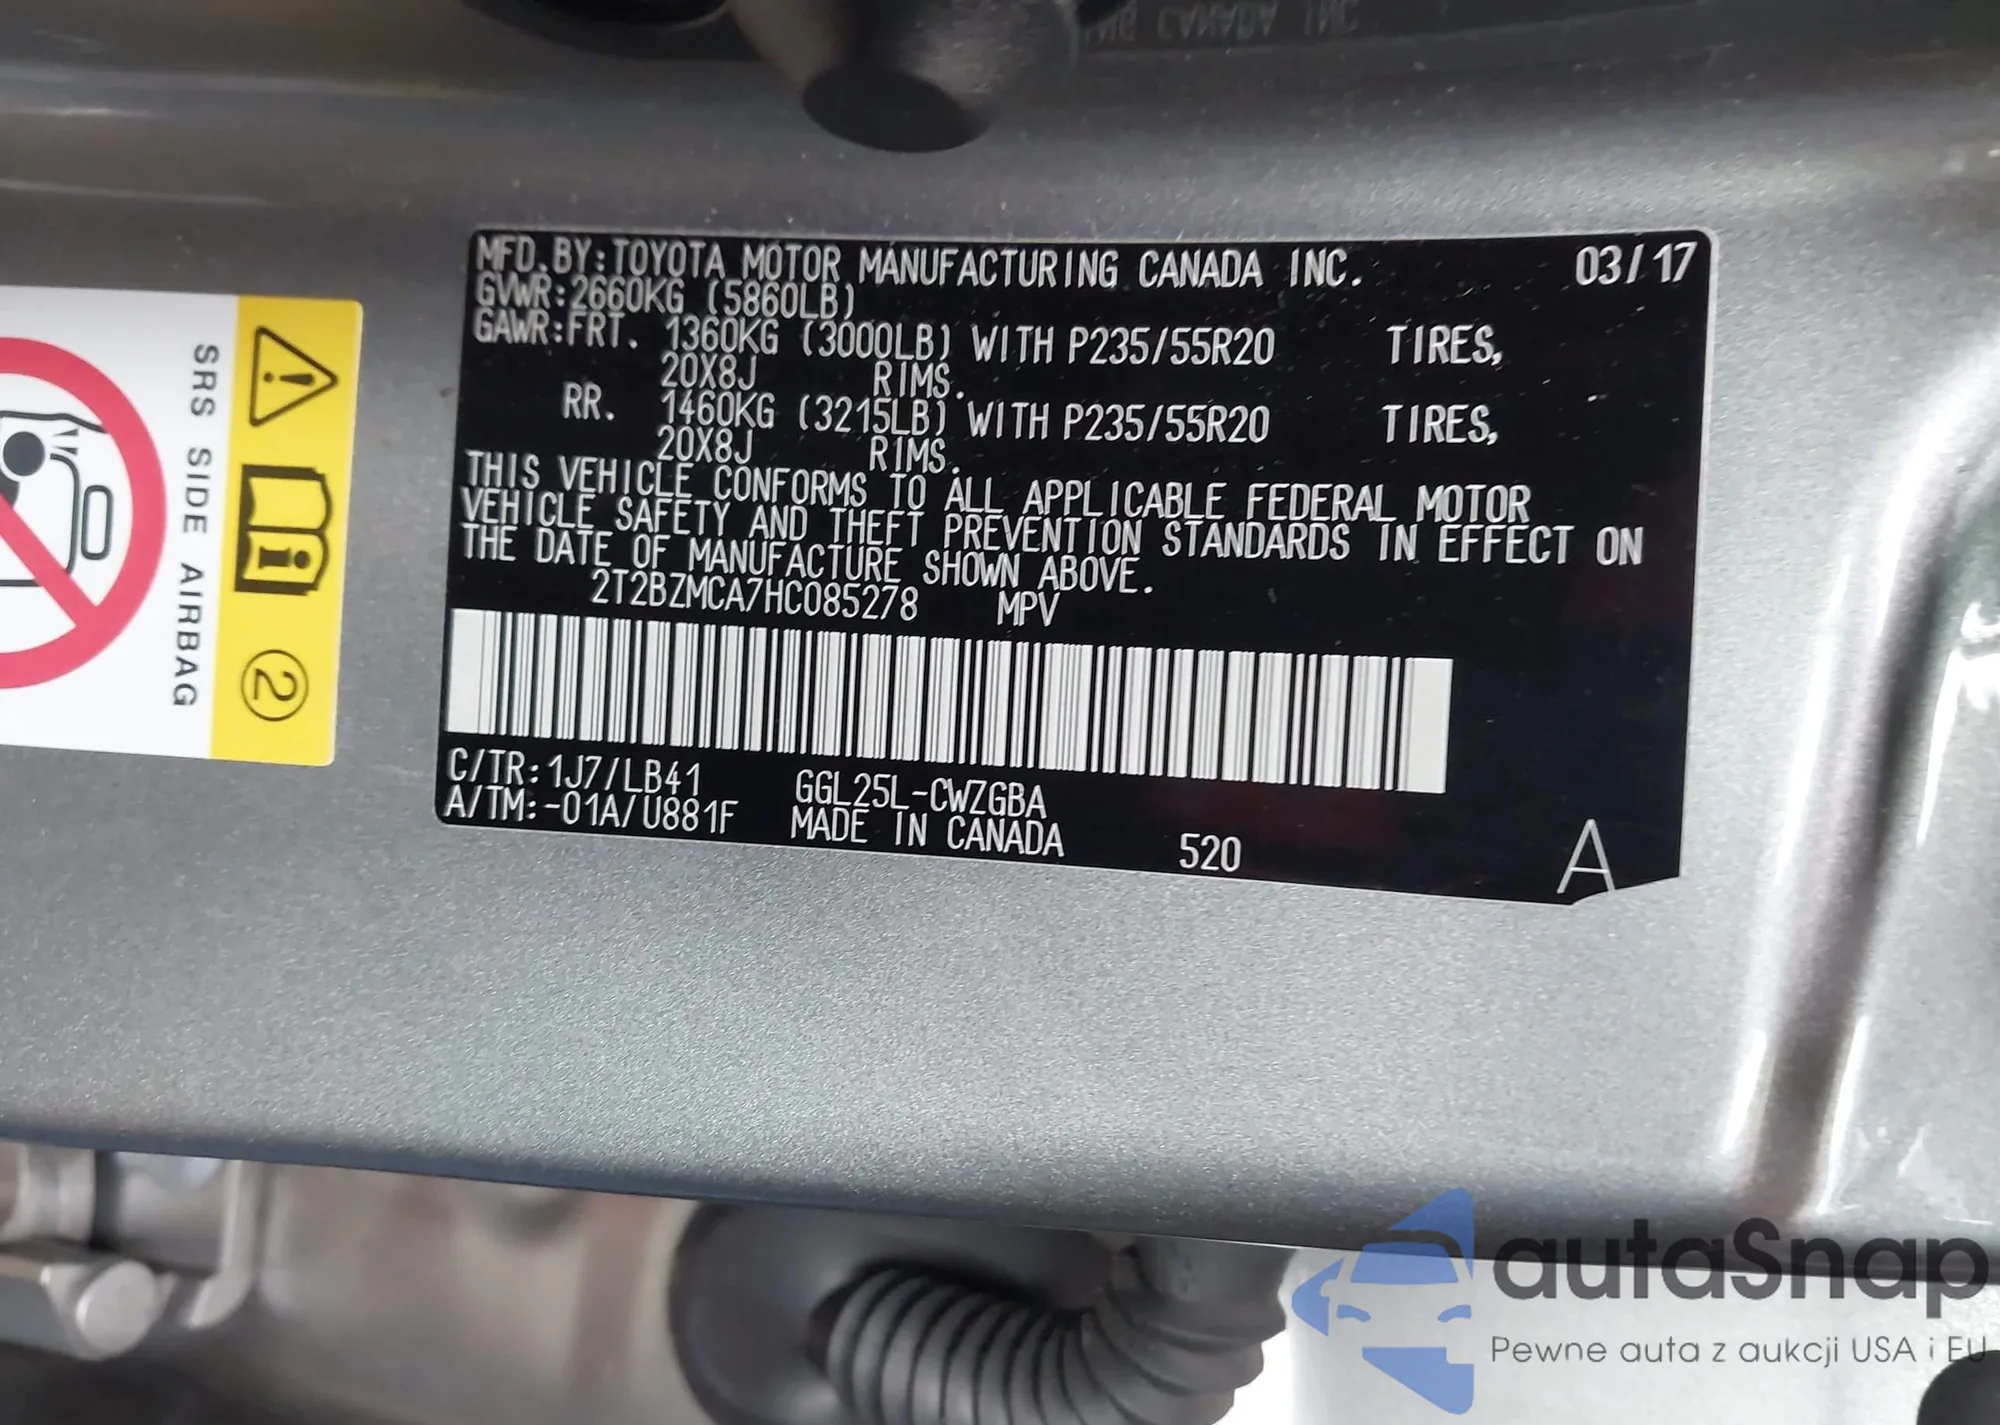 MFD. BY: TOYOTA MOTOR MANUFACTURING CANADA INC. 03/17
GVWR: 2660KG (5860LB)
GAWR: FRT. 1360KG (3000LB) WITH P235/55R20 TIRES,
20X8J RIMS.
RR. 1460KG (3215LB) WITH P235/55R20 TIRES,
20X8J RIMS.
THIS VEHICLE CONFORMS TO ALL APPLICABLE FEDERAL MOTOR
VEHICLE SAFETY AND THEFT PREVENTION STANDARDS IN EFFECT ON
THE DATE OF MANUFACTURE SHOWN ABOVE.
2T2BZMCA7HC085278 MPV
C/TR: 1J7/LB41 GGL25L-CWZGBA
A/TM: -01A/U881F MADE IN CANADA 520
A
SRS SIDE AIRBAG
2
autaSnap
Pewne auta z aukcji USA i EU